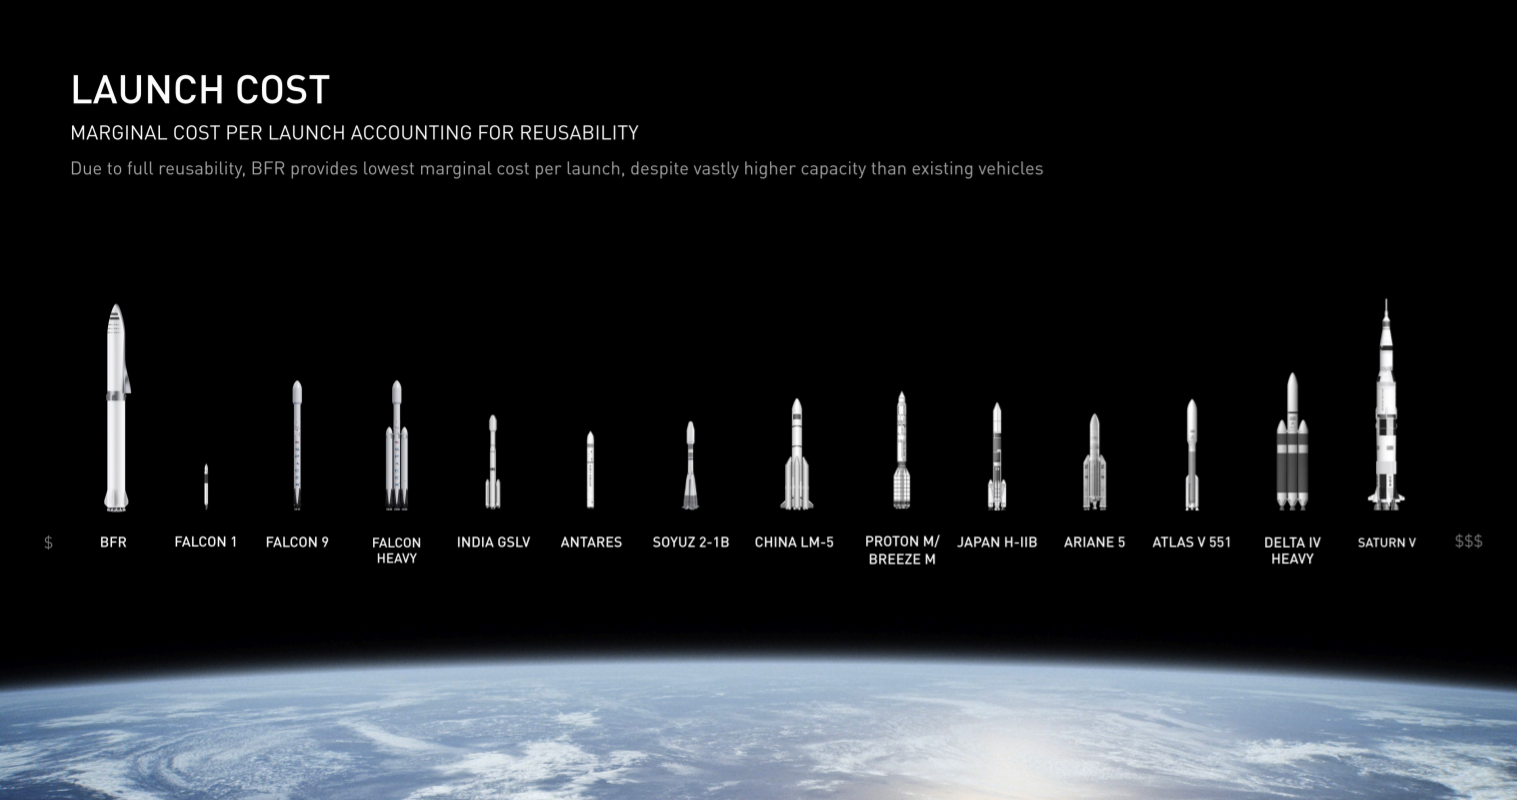 LAUNCH COST
MARGINAL COST PER LAUNCH ACCOUNTING FOR REUSABILITY
Due to full reusability, BFR provides lowest marginal cost per launch, despite vastly higher capacity than existing vehicles
$
BFR
FALCON 1
FALCON 9
FALCON
HEAVY
INDIA GSLV
ANTARES
SOYUZ 2-1B
CHINA LM-5
PROTON M/
BREEZE M
JAPAN H-IIB
ARIANE 5
ATLAS V 551
DELTA IV
HEAVY
SATURN V
$$$